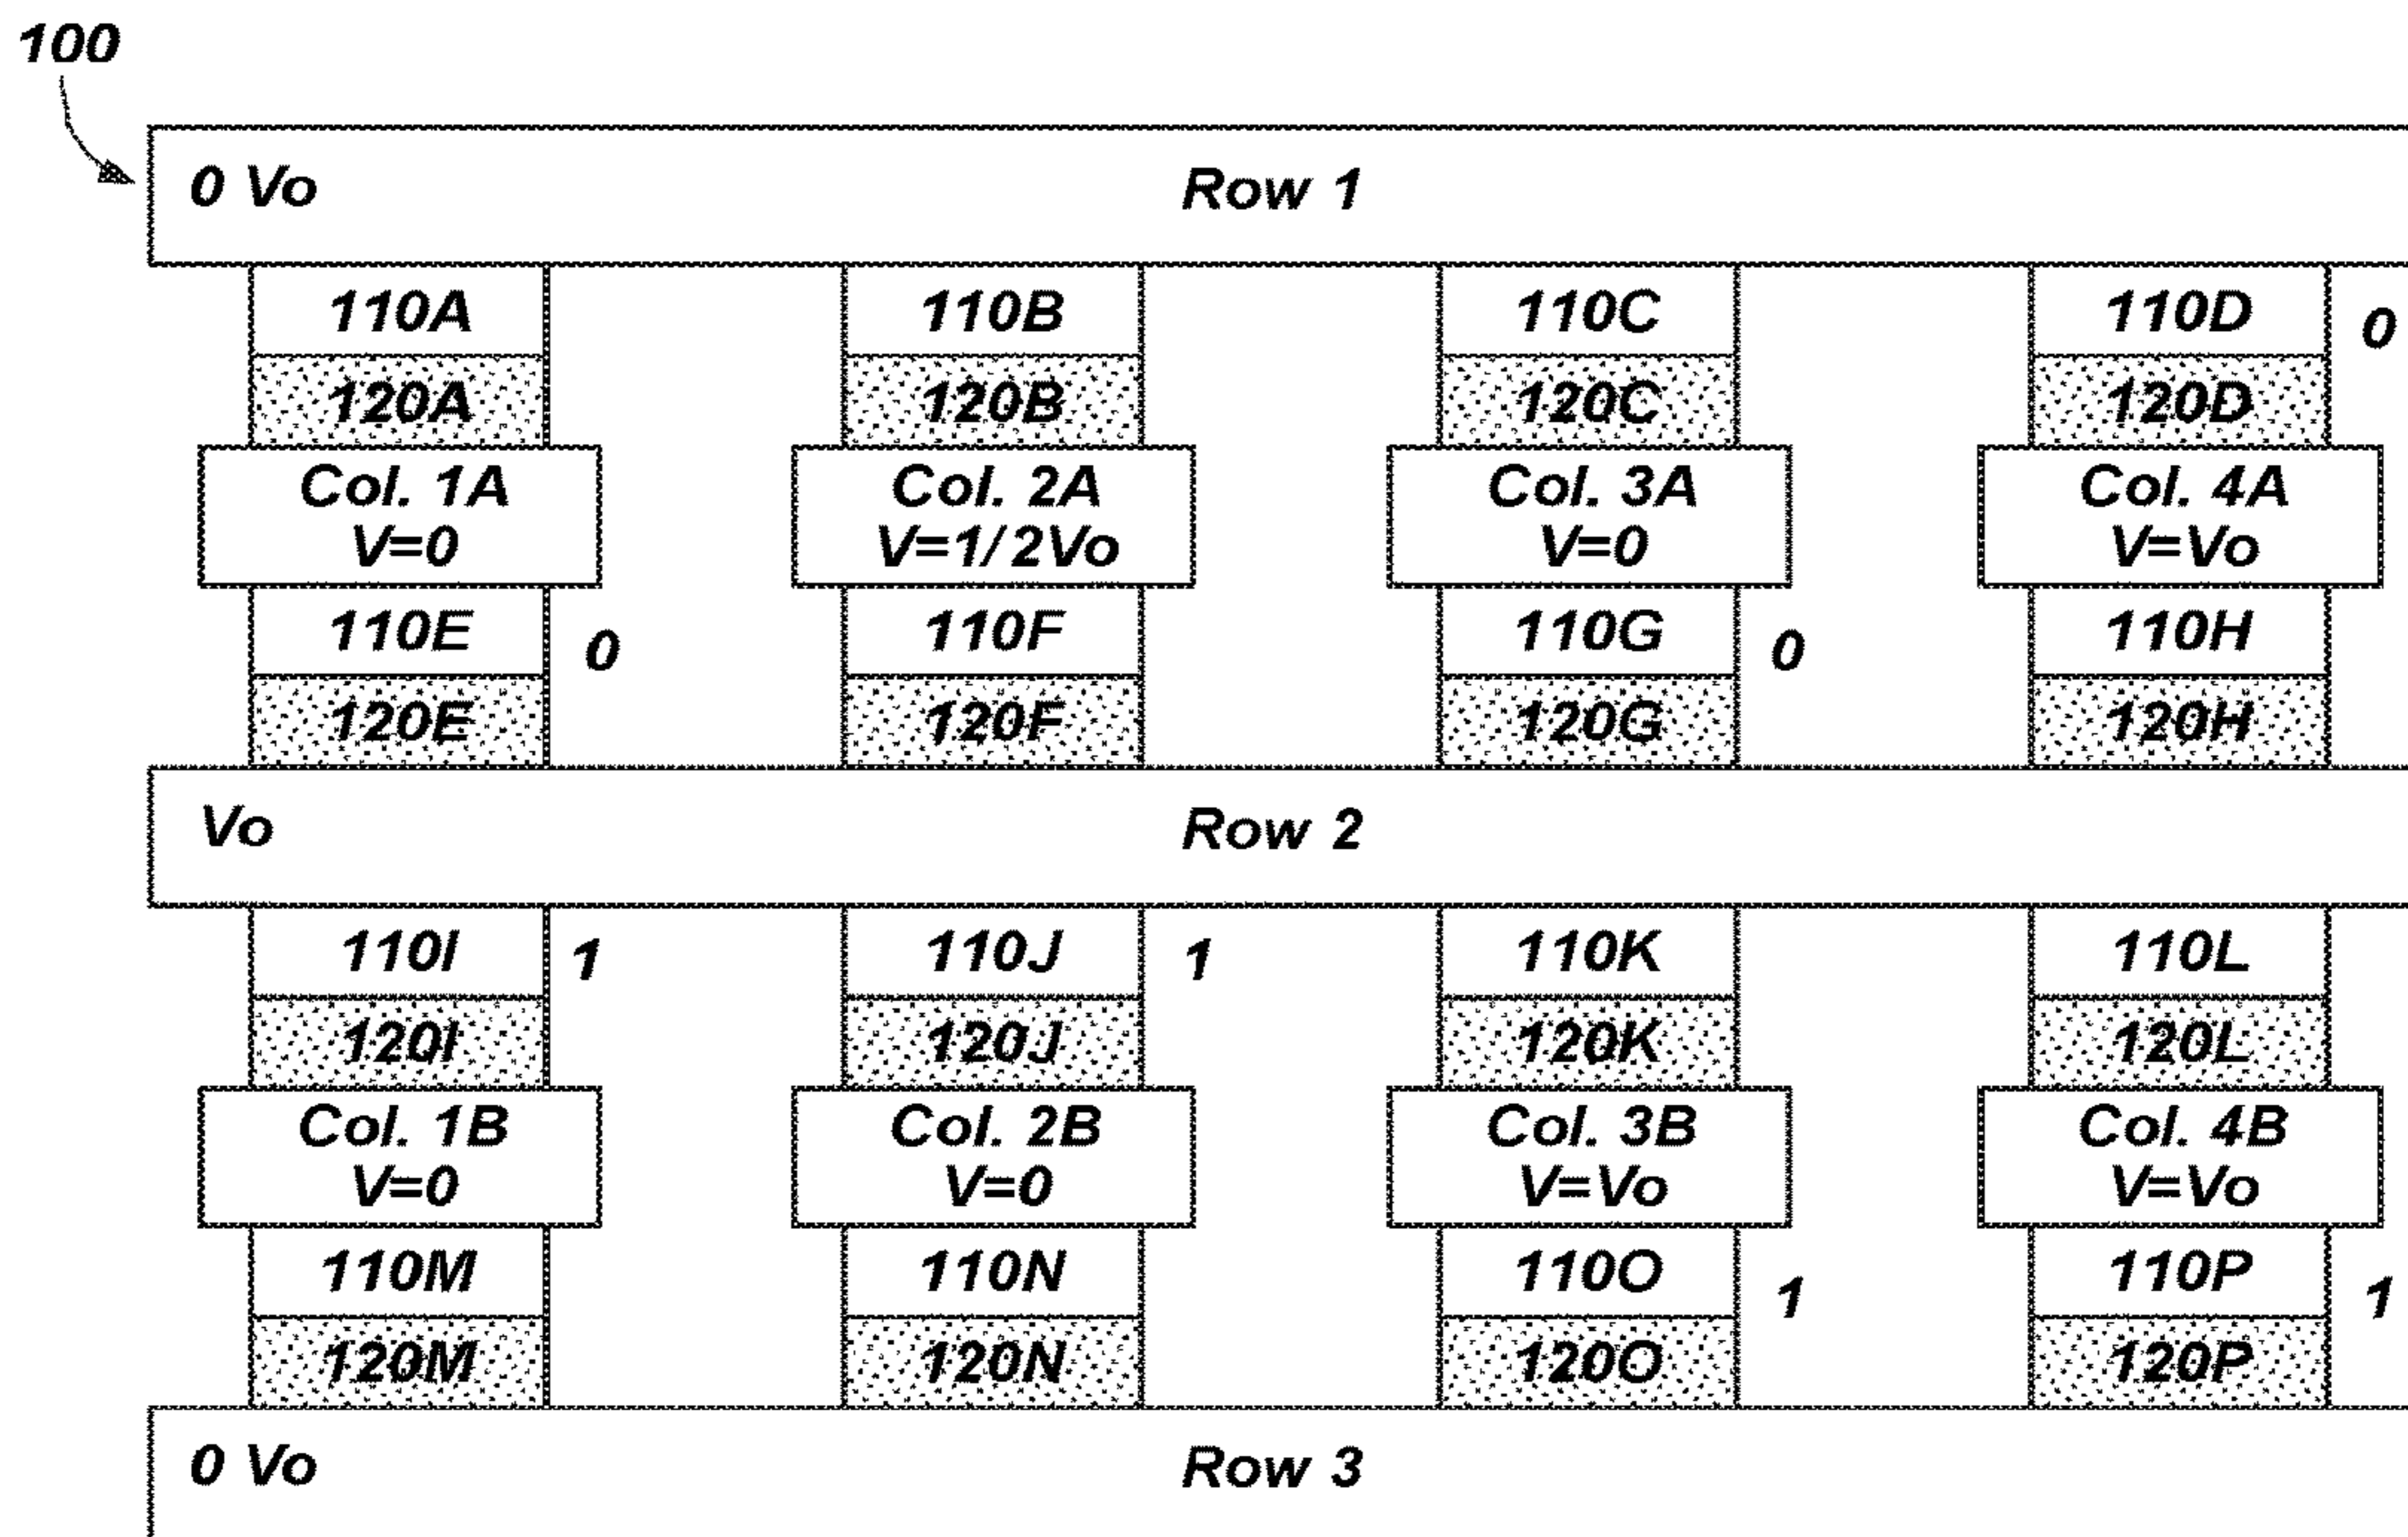 100
0 Vo Row 1
110A 110B 110C 110D 0
120A 120B 120C 120D
Col. 1A Col. 2A Col. 3A Col. 4A
V=0 V=1/2Vo V=0 V=Vo
110E 0 110F 110G 0 110H
120E 120F 120G 120H
Vo Row 2
110I 1 110J 1 110K 110L
120I 120J 120K 120L
Col. 1B Col. 2B Col. 3B Col. 4B
V=0 V=0 V=Vo V=Vo
110M 110N 110O 1 110P 1
120M 120N 120O 120P
0 Vo Row 3